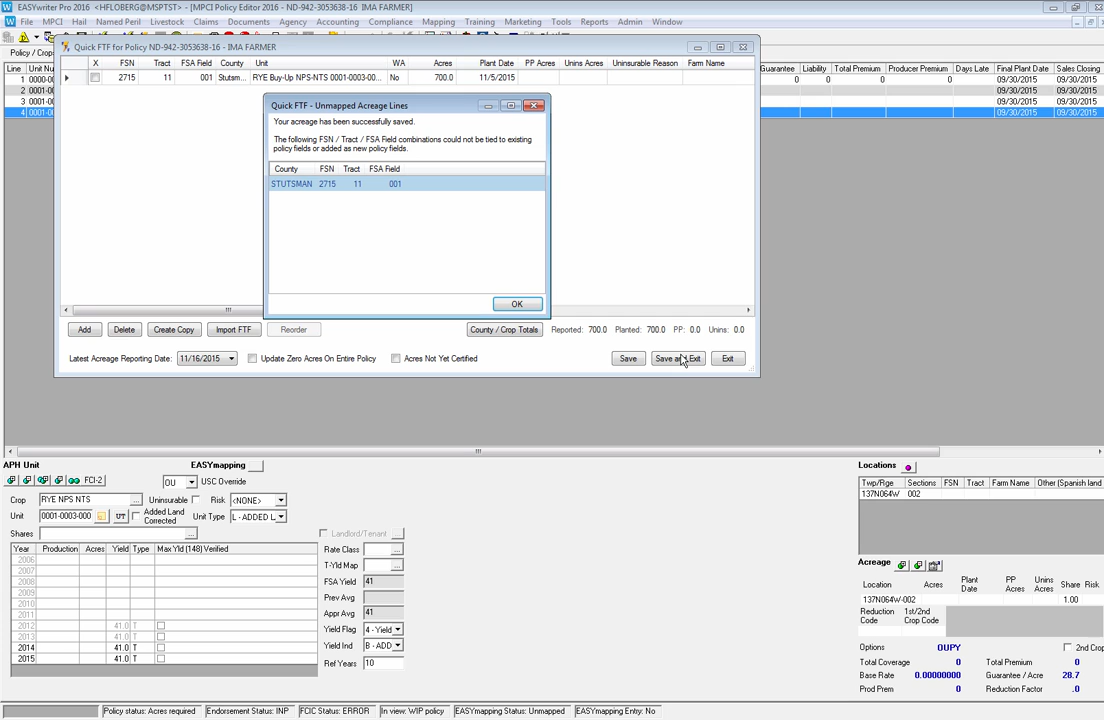 EASYwriter Pro 2016 <HFLOBERG@MSPTST> - [MPCI Policy Editor 2016 - ND-942-3053638-16 IMA FARMER]
File MPCI Hail Named Peril Livestock Claims Documents Agency Accounting Compliance Mapping Training Marketing Tools Reports Admin Window
Policy / Crop
Quick FTF for Policy ND-942-3053638-16 - IMA FARMER
X FSN Tract FSA Field County Unit WA Acres Plant Date PP Acres Unins Acres Uninsurable Reason Farm Name
2715 11 001 Stutsm... RYE Buy-Up NPS-NTS 0001-0003-00... No 700.0 11/5/2015
Line Unit Nu
1 0000-00
2 0000-00
3 0001-00
4 0001-00
Guarantee Liability Total Premium Producer Premium Days Late Final Plant Date Sales Closing
0 0 0 0 09/30/2015 09/30/2015
09/30/2015 09/30/2015
09/30/2015 09/30/2015
09/30/2015 09/30/2015
Quick FTF - Unmapped Acreage Lines
Your acreage has been successfully saved.
The following FSN / Tract / FSA Field combinations could not be tied to existing
policy fields or added as new policy fields.
County FSN Tract FSA Field
STUTSMAN 2715 11 001
OK
Add Delete Create Copy Import FTF Reorder County / Crop Totals Reported: 700.0 Planted: 700.0 PP: 0.0 Unins: 0.0
Latest Acreage Reporting Date: 11/16/2015 Update Zero Acres On Entire Policy Acres Not Yet Certified Save Save and Exit Exit
APH Unit EASYmapping
FCI-2 OU USC Override
Crop RYE NPS NTS ... Uninsurable Risk <NONE>
Unit 0001-0003-000 UT Added Land Corrected Unit Type L - ADDED L
Shares ... Landlord/Tenant ...
Year Production Acres Yield Type Max Yld (148) Verified
2006
2007
2008
2009
2010
2011
2012 41.0 T
2013 41.0 T
2014 41.0 T
2015 41.0 T
Rate Class ...
T-Yld Map ...
FSA Yield 41
Prev Avg
Appr Avg 41
Yield Flag 4 - Yield
Yield Ind B - ADD
Ref Years 10
Locations
Twp/Rge Sections FSN Tract Farm Name Other (Spanish land
137N064W 002
Acreage
Location Acres Plant Date PP Acres Unins Acres Share Risk
137N064W-002 1.00
Reduction Code 1st/2nd Crop Code
Options OUPY 2nd Crop
Total Coverage 0 Total Premium 0
Base Rate 0.00000000 Guarantee / Acre 28.7
Prod Prem 0 Reduction Factor .0
Policy status: Acres required Endorsement Status: INP FCIC Status: ERROR In view: WIP policy EASYmapping Status: Unmapped EASYmapping Entry: No